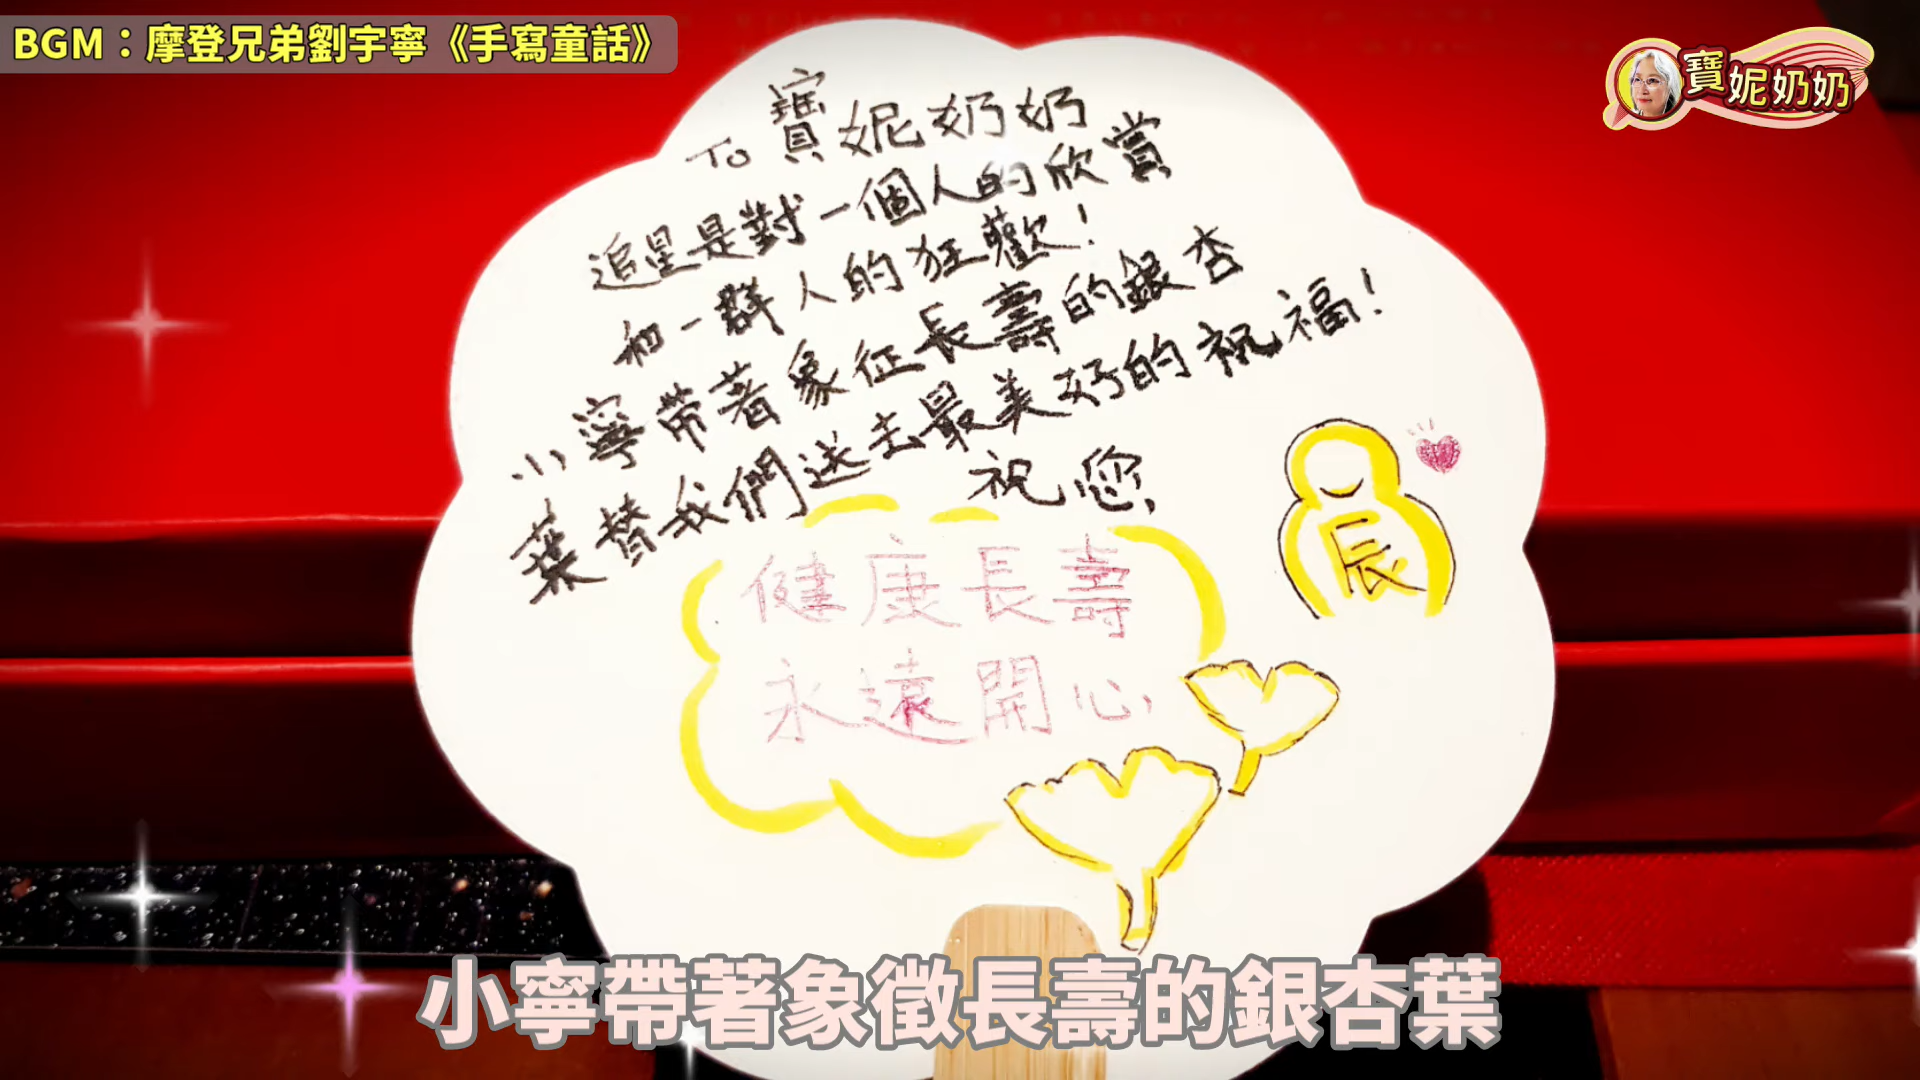 BGM：摩登兄弟劉宇寧《手寫童話》
寶妮奶奶
To 寶妮奶奶
追星是對一個人的欣賞
和一群人的狂歡！
小寧帶著象征長壽的銀杏
葉替我們送去最美好的祝福！
祝您
健康長壽
永遠開心
辰
小寧帶著象徵長壽的銀杏葉